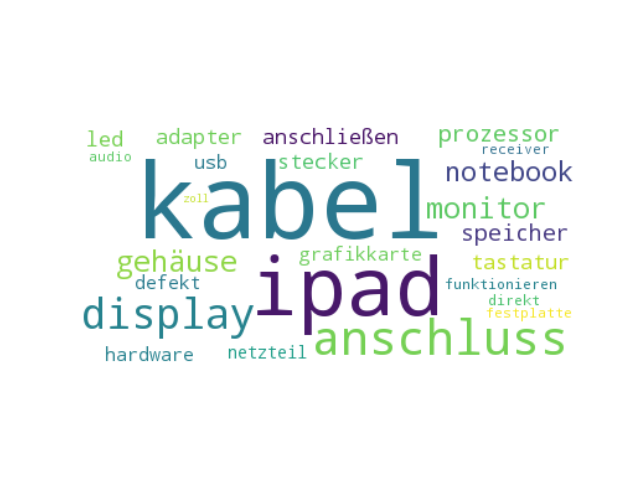 led adapter anschließen prozessor
audio usb stecker receiver
kabel notebook
zoll monitor
speicher
gehäuse grafikkarte tastatur
defekt ipad funktionieren
display direkt
festplatte
hardware netzteil anschluss